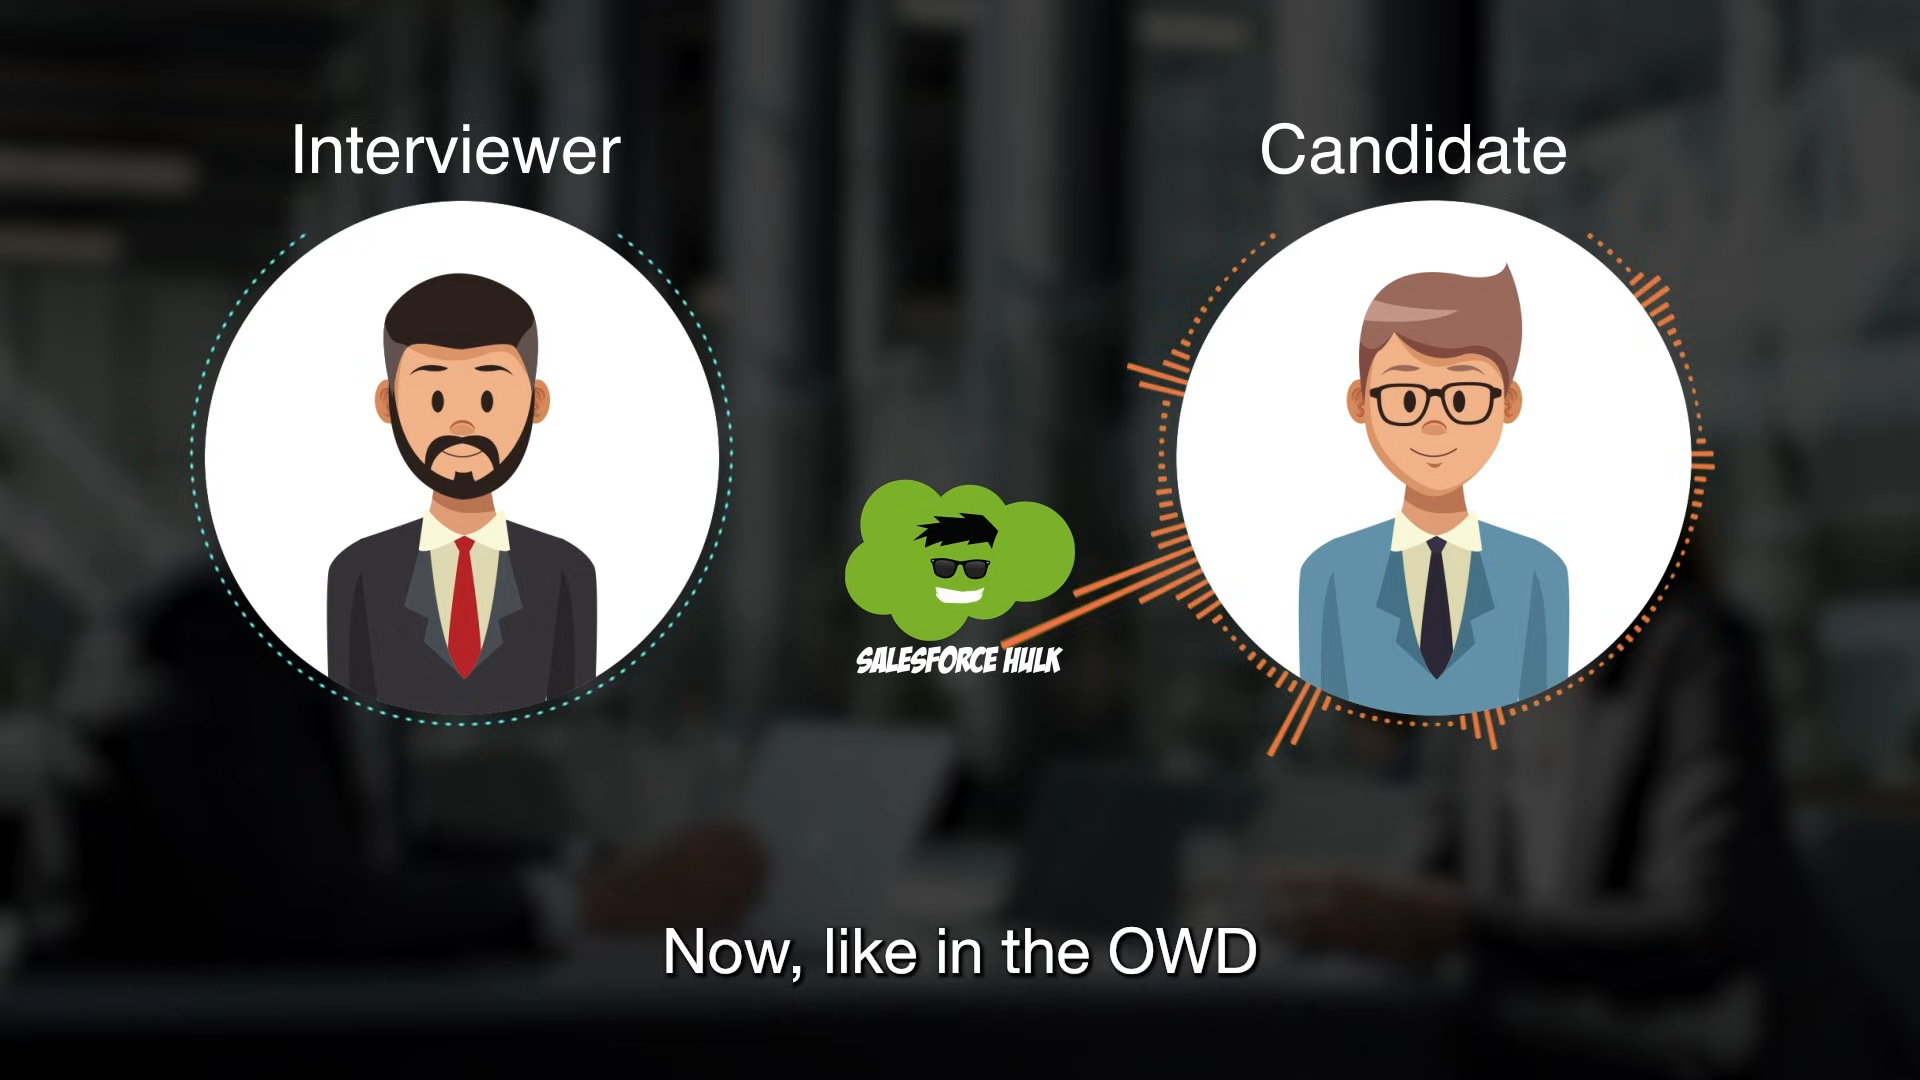 Interviewer
Candidate
SALESFORCE HULK
Now, like in the OWD